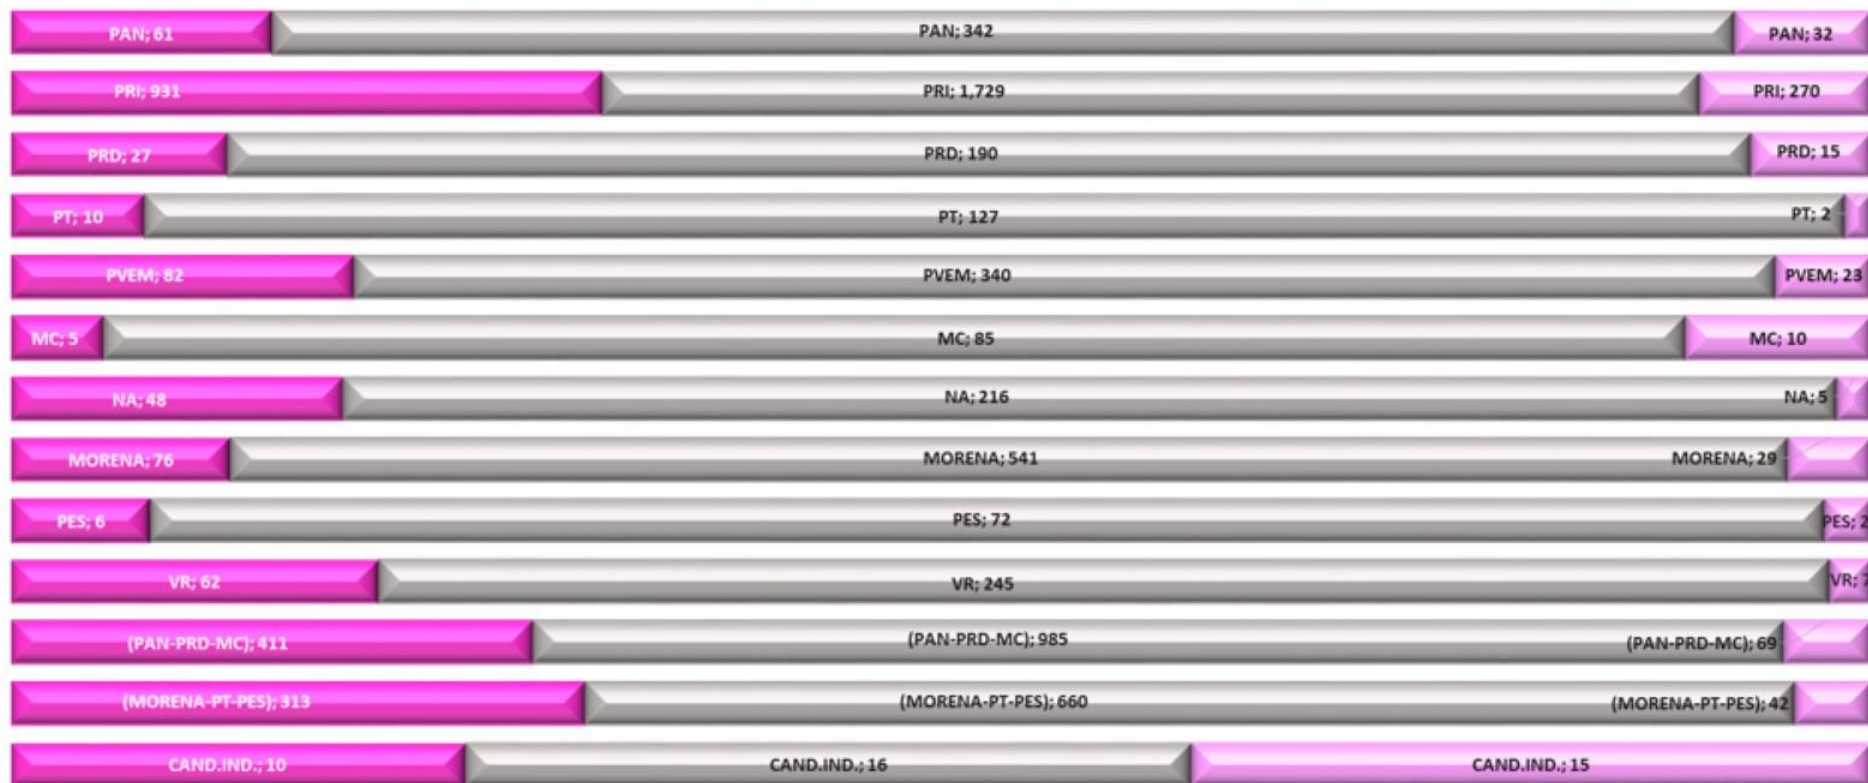 PAN; 61 PAN; 342 PAN; 32
PRI; 931 PRI; 1,729 PRI; 270
PRD; 27 PRD; 190 PRD; 15
PT; 10 PT; 127 PT; 2
PVEM; 82 PVEM; 340 PVEM; 23
MC; 5 MC; 85 MC; 10
NA; 48 NA; 216 NA; 5
MORENA; 76 MORENA; 541 MORENA; 29
PES; 6 PES; 72 PES; 2
VR; 62 VR; 245 VR; 7
(PAN-PRD-MC); 411 (PAN-PRD-MC); 985 (PAN-PRD-MC); 69
(MORENA-PT-PES); 313 (MORENA-PT-PES); 660 (MORENA-PT-PES); 42
CAND.IND.; 10 CAND.IND.; 16 CAND.IND.; 15